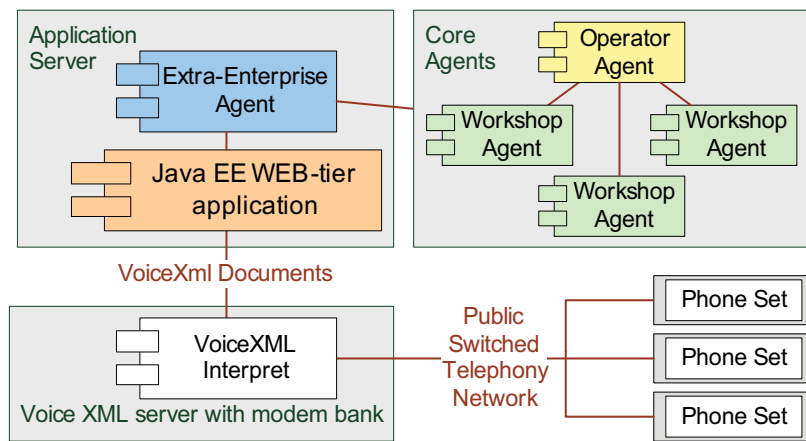 Application
Server
Extra-Enterprise
Agent
Java EE WEB-tier
application
Core
Agents
Operator
Agent
Workshop
Agent
Workshop
Agent
Workshop
Agent
VoiceXml Documents
VoiceXML
Interpret
Voice XML server with modem bank
Public
Switched
Telephony
Network
Phone Set
Phone Set
Phone Set